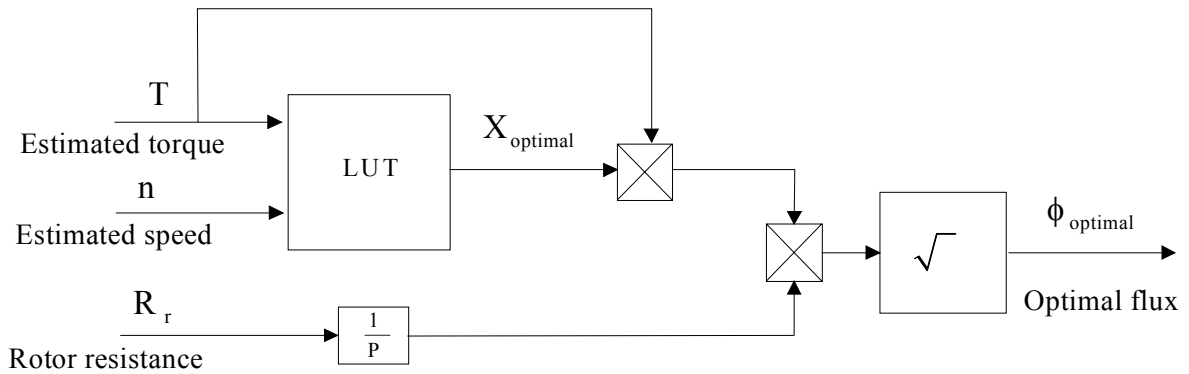 T
Estimated torque
n
Estimated speed
LUT
X optimal
R r
Rotor resistance
1
P
√
ϕ optimal
Optimal flux